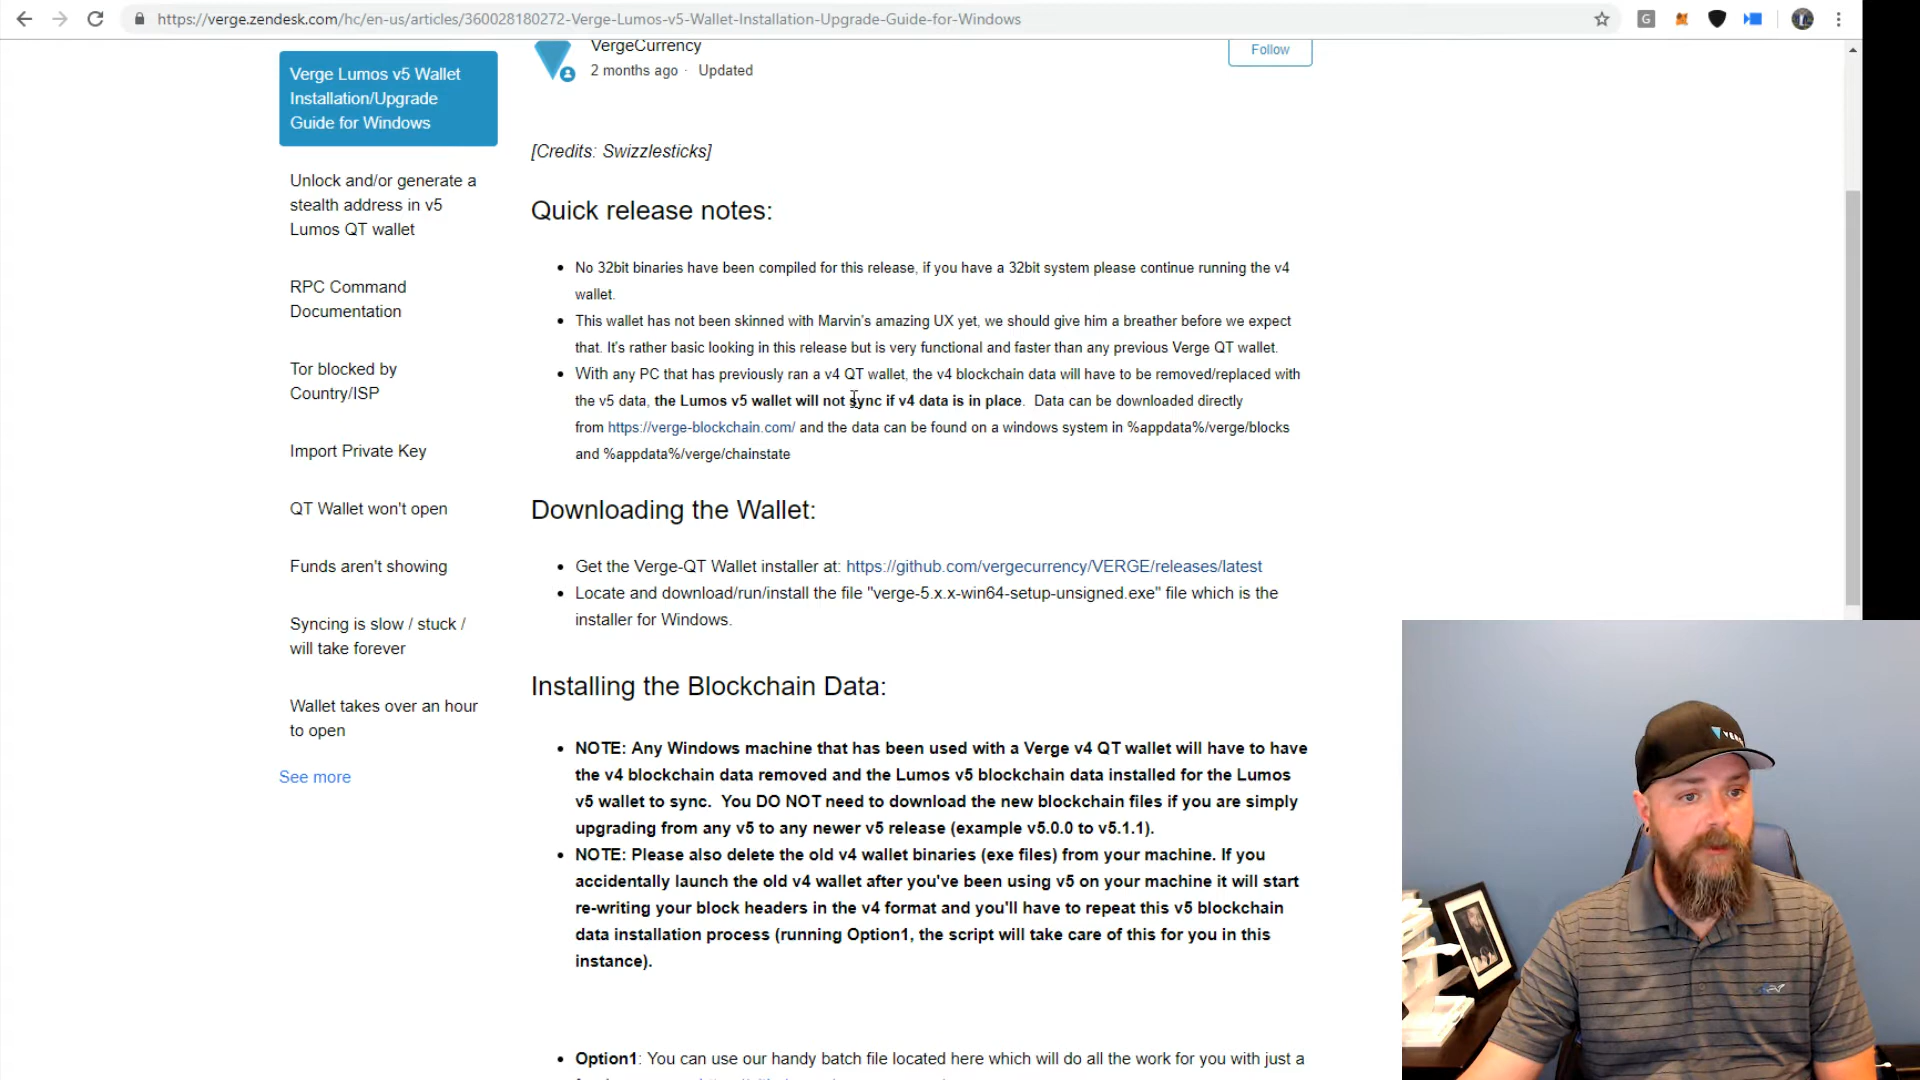 https://verge.zendesk.com/hc/en-us/articles/360028180272-Verge-Lumos-v5-Wallet-Installation-Upgrade-Guide-for-Windows
G
Verge Lumos v5 Wallet
Installation/Upgrade
Guide for Windows
Unlock and/or generate a
stealth address in v5
Lumos QT wallet
RPC Command
Documentation
Tor blocked by
Country/ISP
Import Private Key
QT Wallet won't open
Funds aren't showing
Syncing is slow / stuck /
will take forever
Wallet takes over an hour
to open
See more
VergeCurrency
2 months ago · Updated
Follow
[Credits: Swizzlesticks]
Quick release notes:
• No 32bit binaries have been compiled for this release, if you have a 32bit system please continue running the v4
wallet.
• This wallet has not been skinned with Marvin's amazing UX yet, we should give him a breather before we expect
that. It's rather basic looking in this release but is very functional and faster than any previous Verge QT wallet.
• With any PC that has previously ran a v4 QT wallet, the v4 blockchain data will have to be removed/replaced with
the v5 data, the Lumos v5 wallet will not sync if v4 data is in place. Data can be downloaded directly
from https://verge-blockchain.com/ and the data can be found on a windows system in %appdata%/verge/blocks
and %appdata%/verge/chainstate
Downloading the Wallet:
• Get the Verge-QT Wallet installer at: https://github.com/vergecurrency/VERGE/releases/latest
• Locate and download/run/install the file "verge-5.x.x-win64-setup-unsigned.exe" file which is the
installer for Windows.
Installing the Blockchain Data:
• NOTE: Any Windows machine that has been used with a Verge v4 QT wallet will have to have
the v4 blockchain data removed and the Lumos v5 blockchain data installed for the Lumos
v5 wallet to sync. You DO NOT need to download the new blockchain files if you are simply
upgrading from any v5 to any newer v5 release (example v5.0.0 to v5.1.1).
• NOTE: Please also delete the old v4 wallet binaries (exe files) from your machine. If you
accidentally launch the old v4 wallet after you've been using v5 on your machine it will start
re-writing your block headers in the v4 format and you'll have to repeat this v5 blockchain
data installation process (running Option1, the script will take care of this for you in this
instance).
• Option1: You can use our handy batch file located here which will do all the work for you with just a